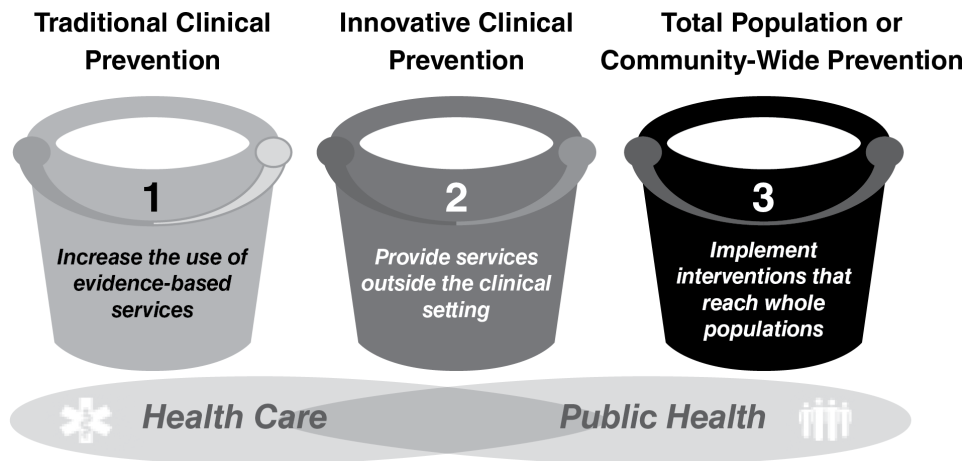 Traditional Clinical
Prevention
Innovative Clinical
Prevention
Total Population or
Community-Wide Prevention
1
Increase the use of
evidence-based
services
2
Provide services
outside the clinical
setting
3
Implement
interventions that
reach whole
populations
Health Care
Public Health